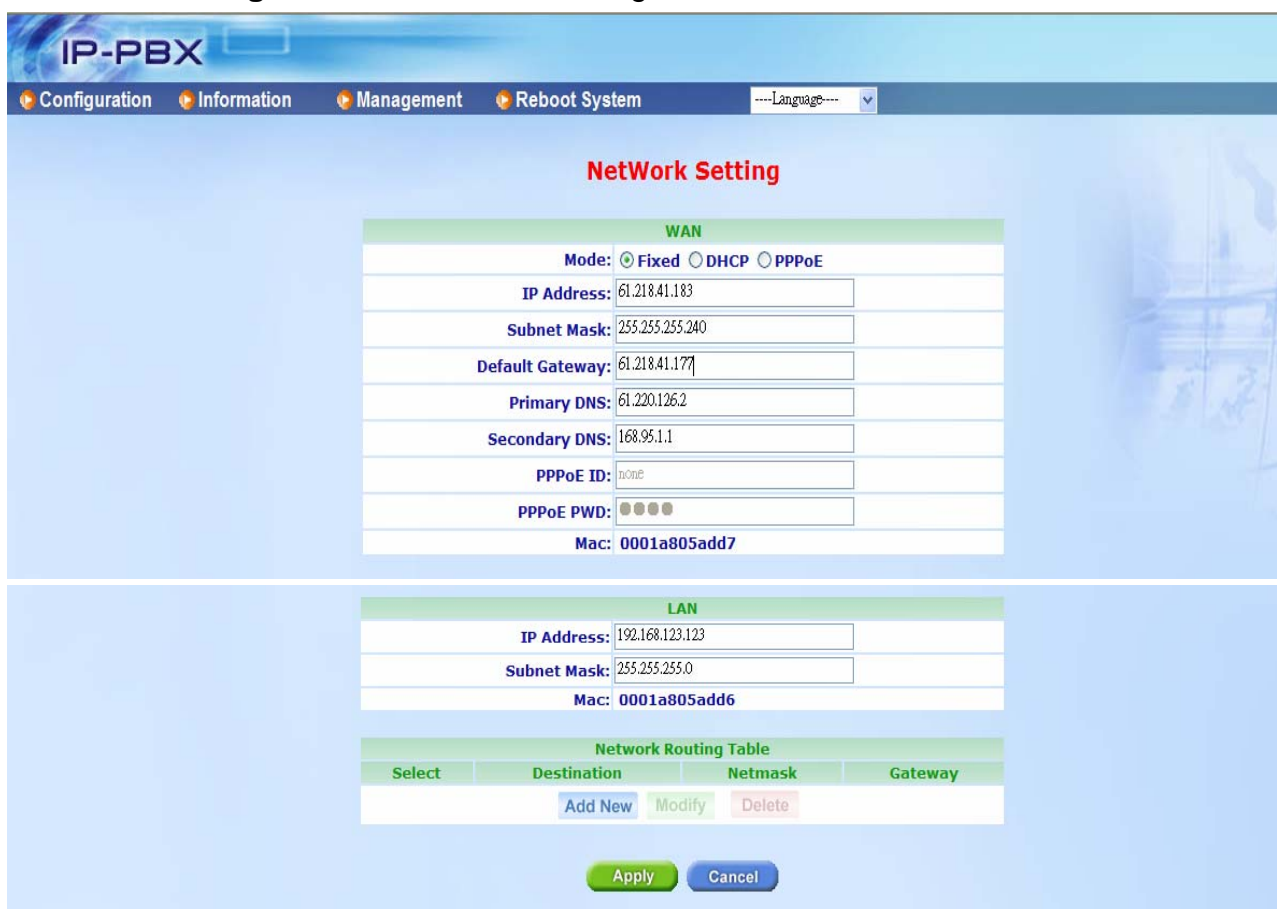 IP-PBX
Configuration Information Management Reboot System ----Language----
NetWork Setting
WAN
Mode: Fixed DHCP PPPoE
IP Address: 61.218.41.183
Subnet Mask: 255.255.255.240
Default Gateway: 61.218.41.177
Primary DNS: 61.220.126.2
Secondary DNS: 168.95.1.1
PPPoE ID: none
PPPoE PWD: ●●●●
Mac: 0001a805add7
LAN
IP Address: 192.168.123.123
Subnet Mask: 255.255.255.0
Mac: 0001a805add6
Network Routing Table
Select Destination Netmask Gateway
Add New Modify Delete
Apply Cancel